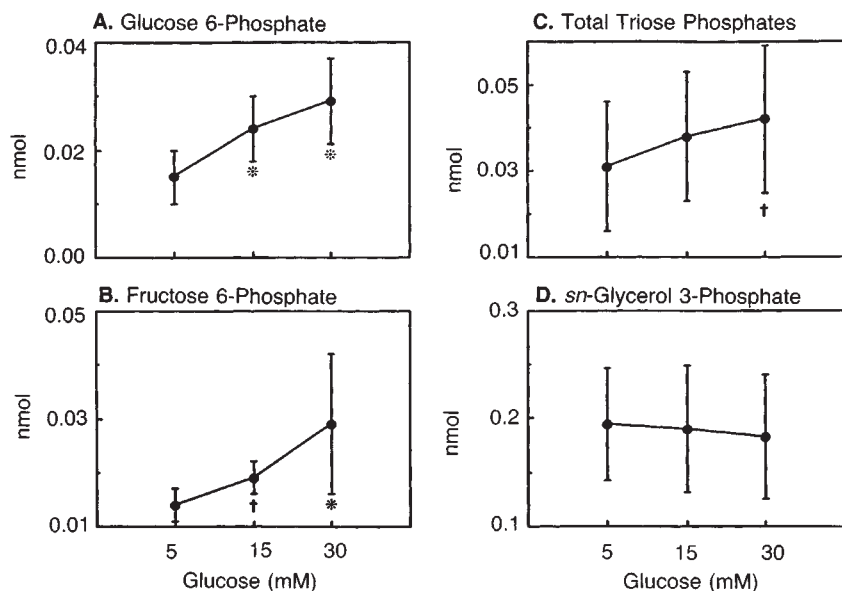 A. Glucose 6-Phosphate
0.04
0.02
0.00
nmol
※
※
B. Fructose 6-Phosphate
0.05
0.03
0.01
nmol
†
※
5 15 30
Glucose (mM)
C. Total Triose Phosphates
0.05
0.03
0.01
nmol
†
D. sn-Glycerol 3-Phosphate
0.3
0.2
0.1
nmol
5 15 30
Glucose (mM)